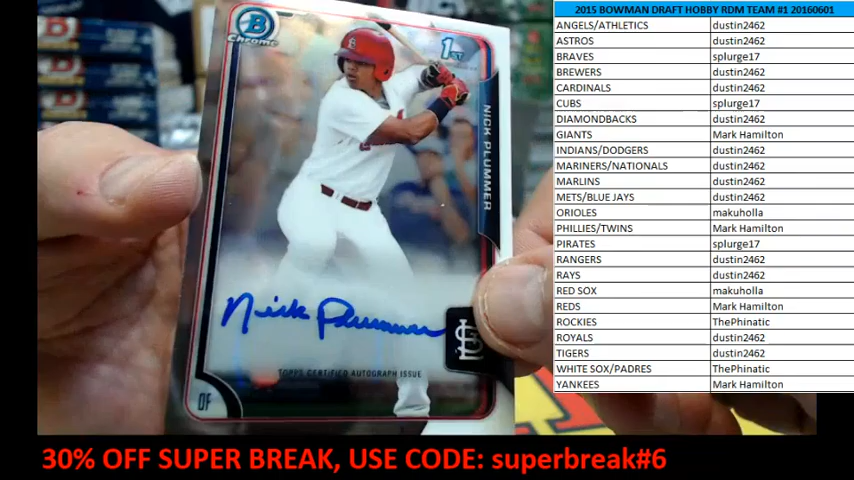 B
Chrome
1ST
NICK PLUMMER
Nick Plummer
TOPPS CERTIFIED AUTOGRAPH ISSUE
OF
2015 BOWMAN DRAFT HOBBY RDM TEAM #1 20160601
ANGELS/ATHLETICS dustin2462
ASTROS dustin2462
BRAVES splurge17
BREWERS dustin2462
CARDINALS dustin2462
CUBS splurge17
DIAMONDBACKS dustin2462
GIANTS Mark Hamilton
INDIANS/DODGERS dustin2462
MARINERS/NATIONALS dustin2462
MARLINS dustin2462
METS/BLUE JAYS dustin2462
ORIOLES makuholla
PHILLIES/TWINS Mark Hamilton
PIRATES splurge17
RANGERS dustin2462
RAYS dustin2462
RED SOX makuholla
REDS Mark Hamilton
ROCKIES ThePhinatic
ROYALS dustin2462
TIGERS dustin2462
WHITE SOX/PADRES ThePhinatic
YANKEES Mark Hamilton
30% OFF SUPER BREAK, USE CODE: superbreak#6